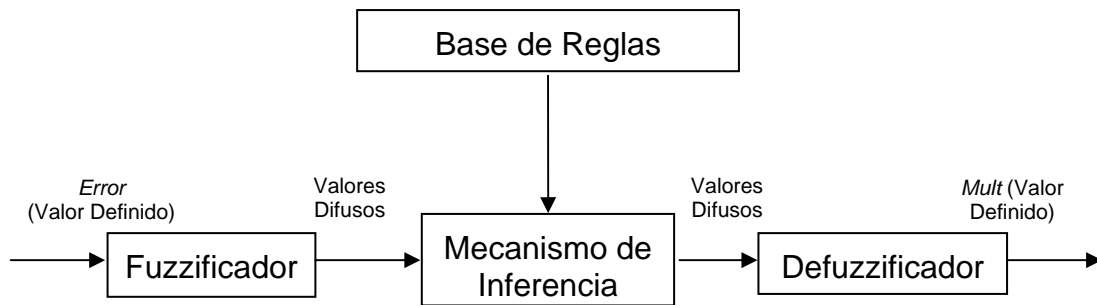 Base de Reglas
Error
(Valor Definido)
Valores
Difusos
Valores
Difusos
Mult (Valor
Definido)
Fuzzificador
Mecanismo de
Inferencia
Defuzzificador